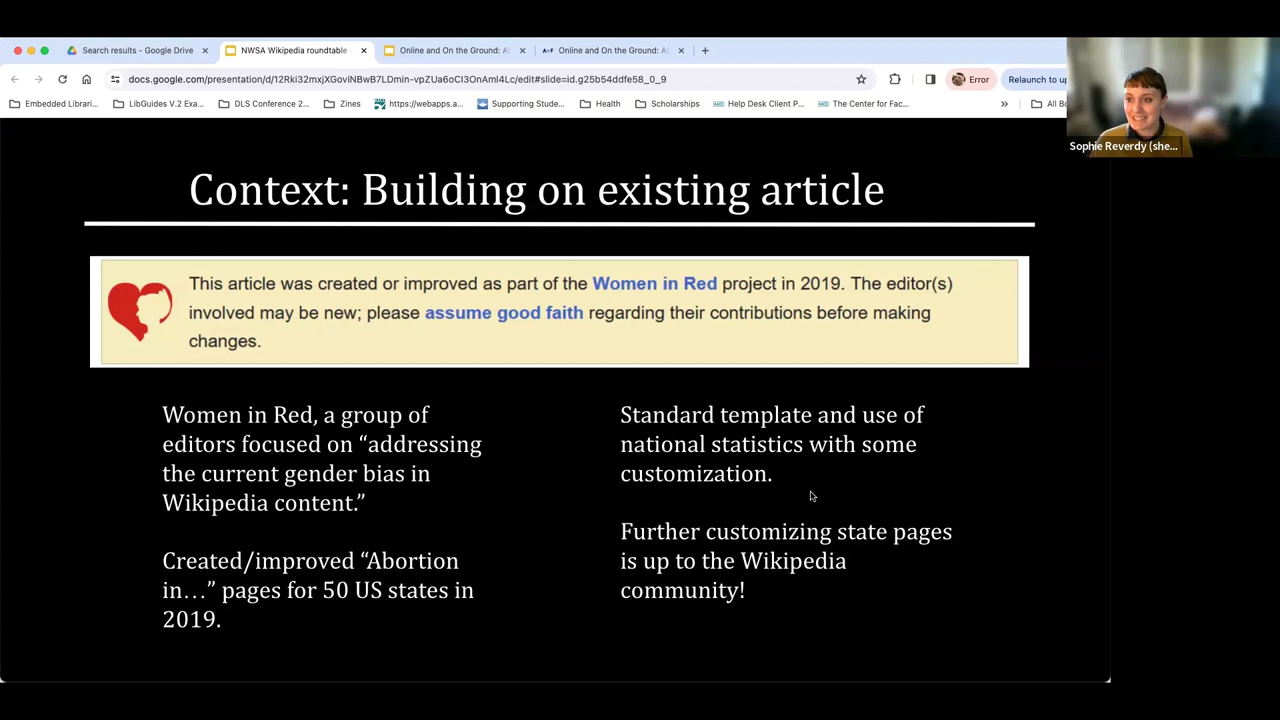 Search results - Google Drive
NWSA Wikipedia roundtable
Online and On the Ground: Al
Online and On the Ground: At
docs.google.com/presentation/d/12Rki32mxjXGoviNBwB7LDmin-vpZUa6oCl3OnAml4Lc/edit#slide=id.g25b54ddfe58_0_9
Error
Relaunch to up
Embedded Librari...
LibGuides V.2 Exa...
DLS Conference 2...
Zines
https://webapps.a...
Supporting Stude...
Health
Scholarships
Help Desk Client P...
The Center for Fac...
All Bo
Sophie Reverdy (she...
Context: Building on existing article
This article was created or improved as part of the Women in Red project in 2019. The editor(s)
involved may be new; please assume good faith regarding their contributions before making
changes.
Women in Red, a group of
editors focused on “addressing
the current gender bias in
Wikipedia content.”
Created/improved “Abortion
in…” pages for 50 US states in
2019.
Standard template and use of
national statistics with some
customization.
Further customizing state pages
is up to the Wikipedia
community!